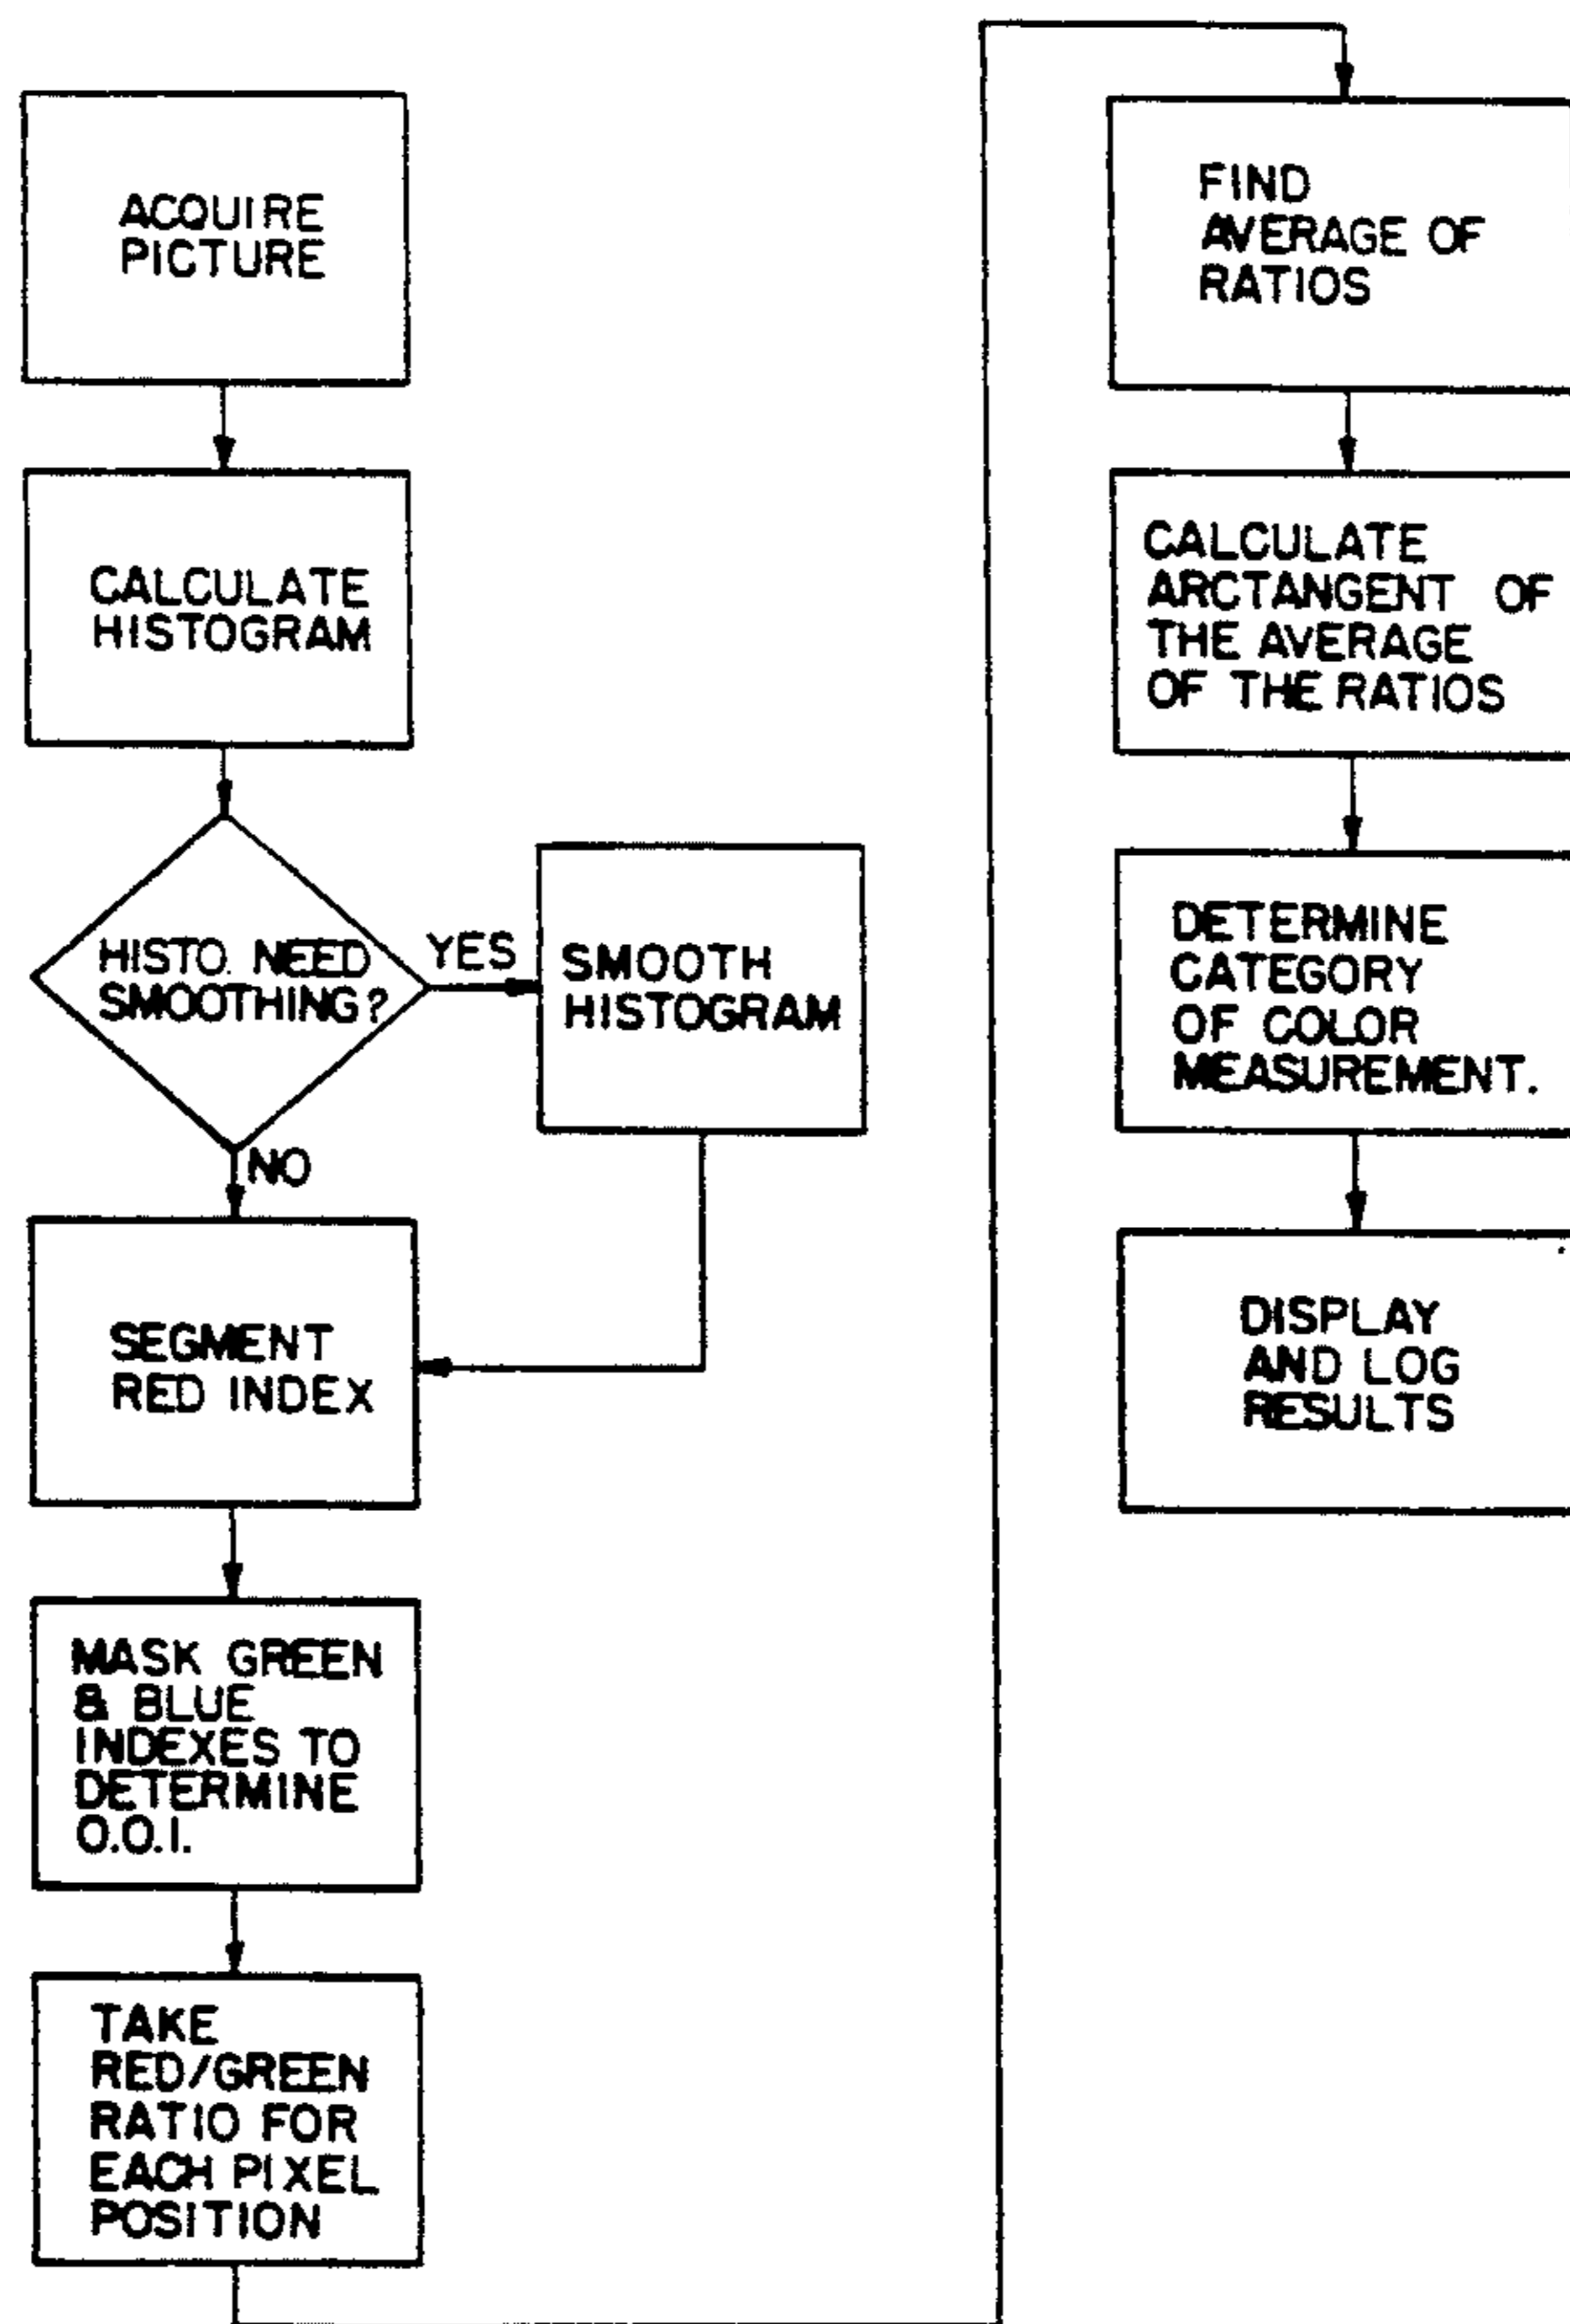 ACQUIRE
PICTURE
CALCULATE
HISTOGRAM
HISTO. NEED
SMOOTHING?
YES
SMOOTH
HISTOGRAM
NO
SEGMENT
RED INDEX
MASK GREEN
& BLUE
INDEXES TO
DETERMINE
O.O.I.
TAKE
RED/GREEN
RATIO FOR
EACH PIXEL
POSITION
FIND
AVERAGE OF
RATIOS
CALCULATE
ARCTANGENT OF
THE AVERAGE
OF THE RATIOS
DETERMINE
CATEGORY
OF COLOR
MEASUREMENT.
DISPLAY
AND LOG
RESULTS